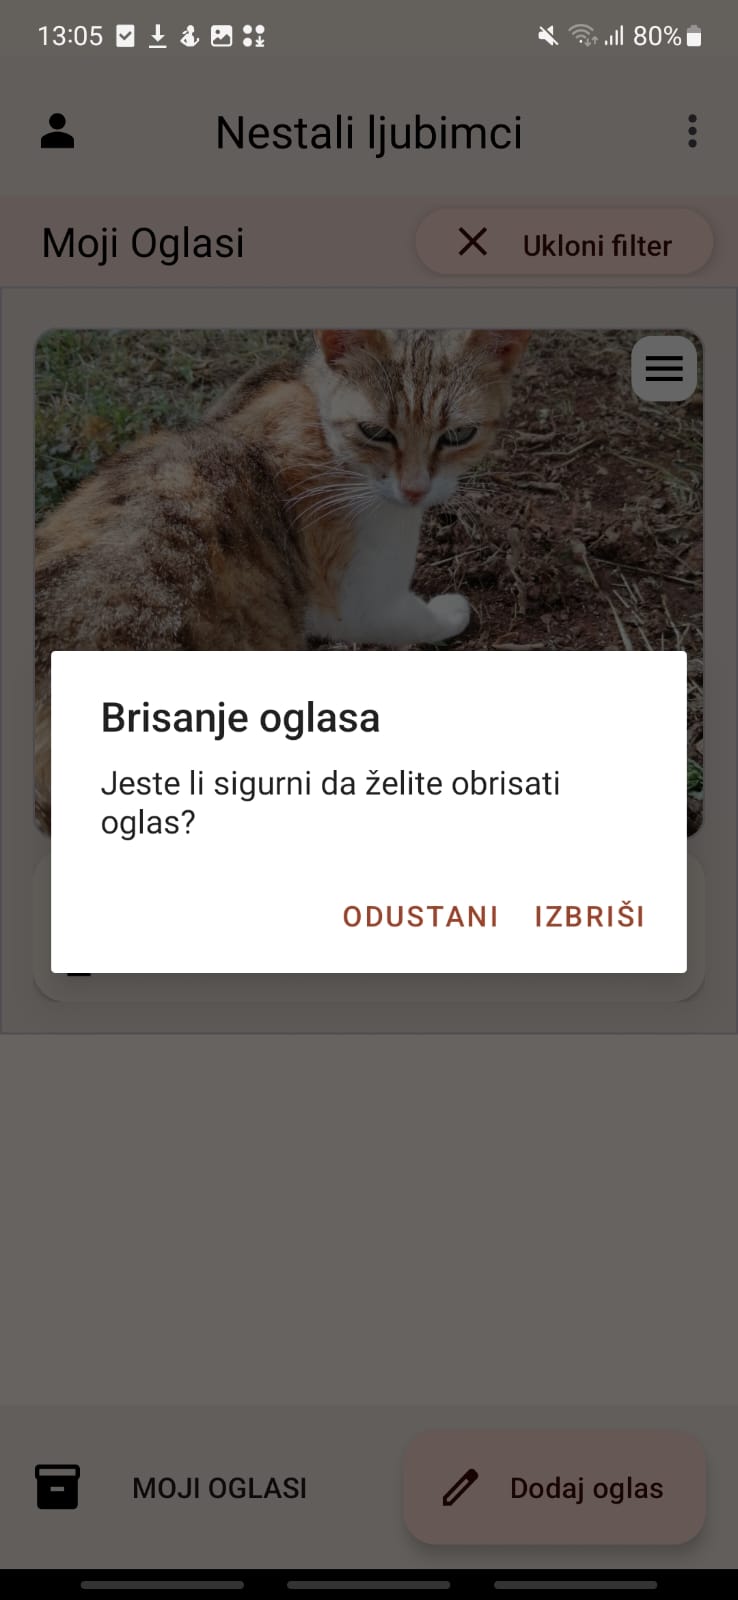 13:05
80%
Nestali ljubimci
Moji Oglasi
Ukloni filter
Brisanje oglasa
Jeste li sigurni da želite obrisati
oglas?
ODUSTANI IZBRIŠI
MOJI OGLASI
Dodaj oglas